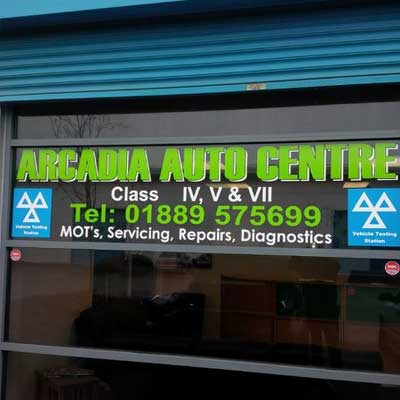 ARCADIA AUTO CENTRE
Class IV, V & VII
Tel: 01889 575699
MOT's, Servicing, Repairs, Diagnostics
Vehicle Testing
Station
Vehicle Testing
Station